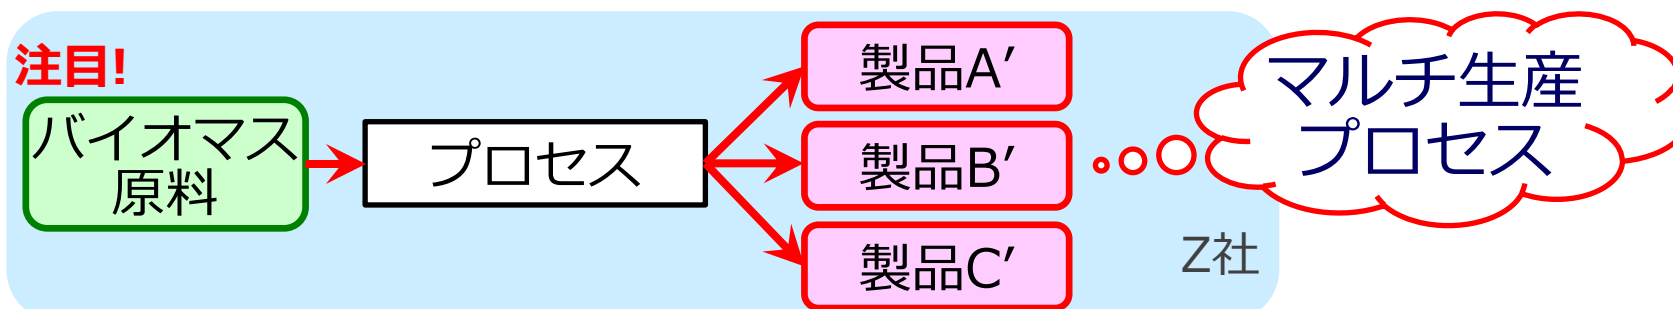 注目!
バイオマス
原料
プロセス
製品A′
製品B′
製品C′
マルチ生産
プロセス
Z社